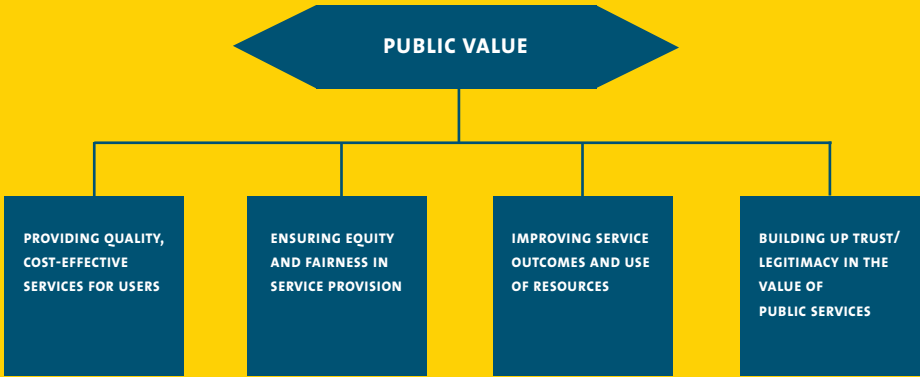 PUBLIC VALUE
PROVIDING QUALITY,
COST-EFFECTIVE
SERVICES FOR USERS
ENSURING EQUITY
AND FAIRNESS IN
SERVICE PROVISION
IMPROVING SERVICE
OUTCOMES AND USE
OF RESOURCES
BUILDING UP TRUST/
LEGITIMACY IN THE
VALUE OF
PUBLIC SERVICES